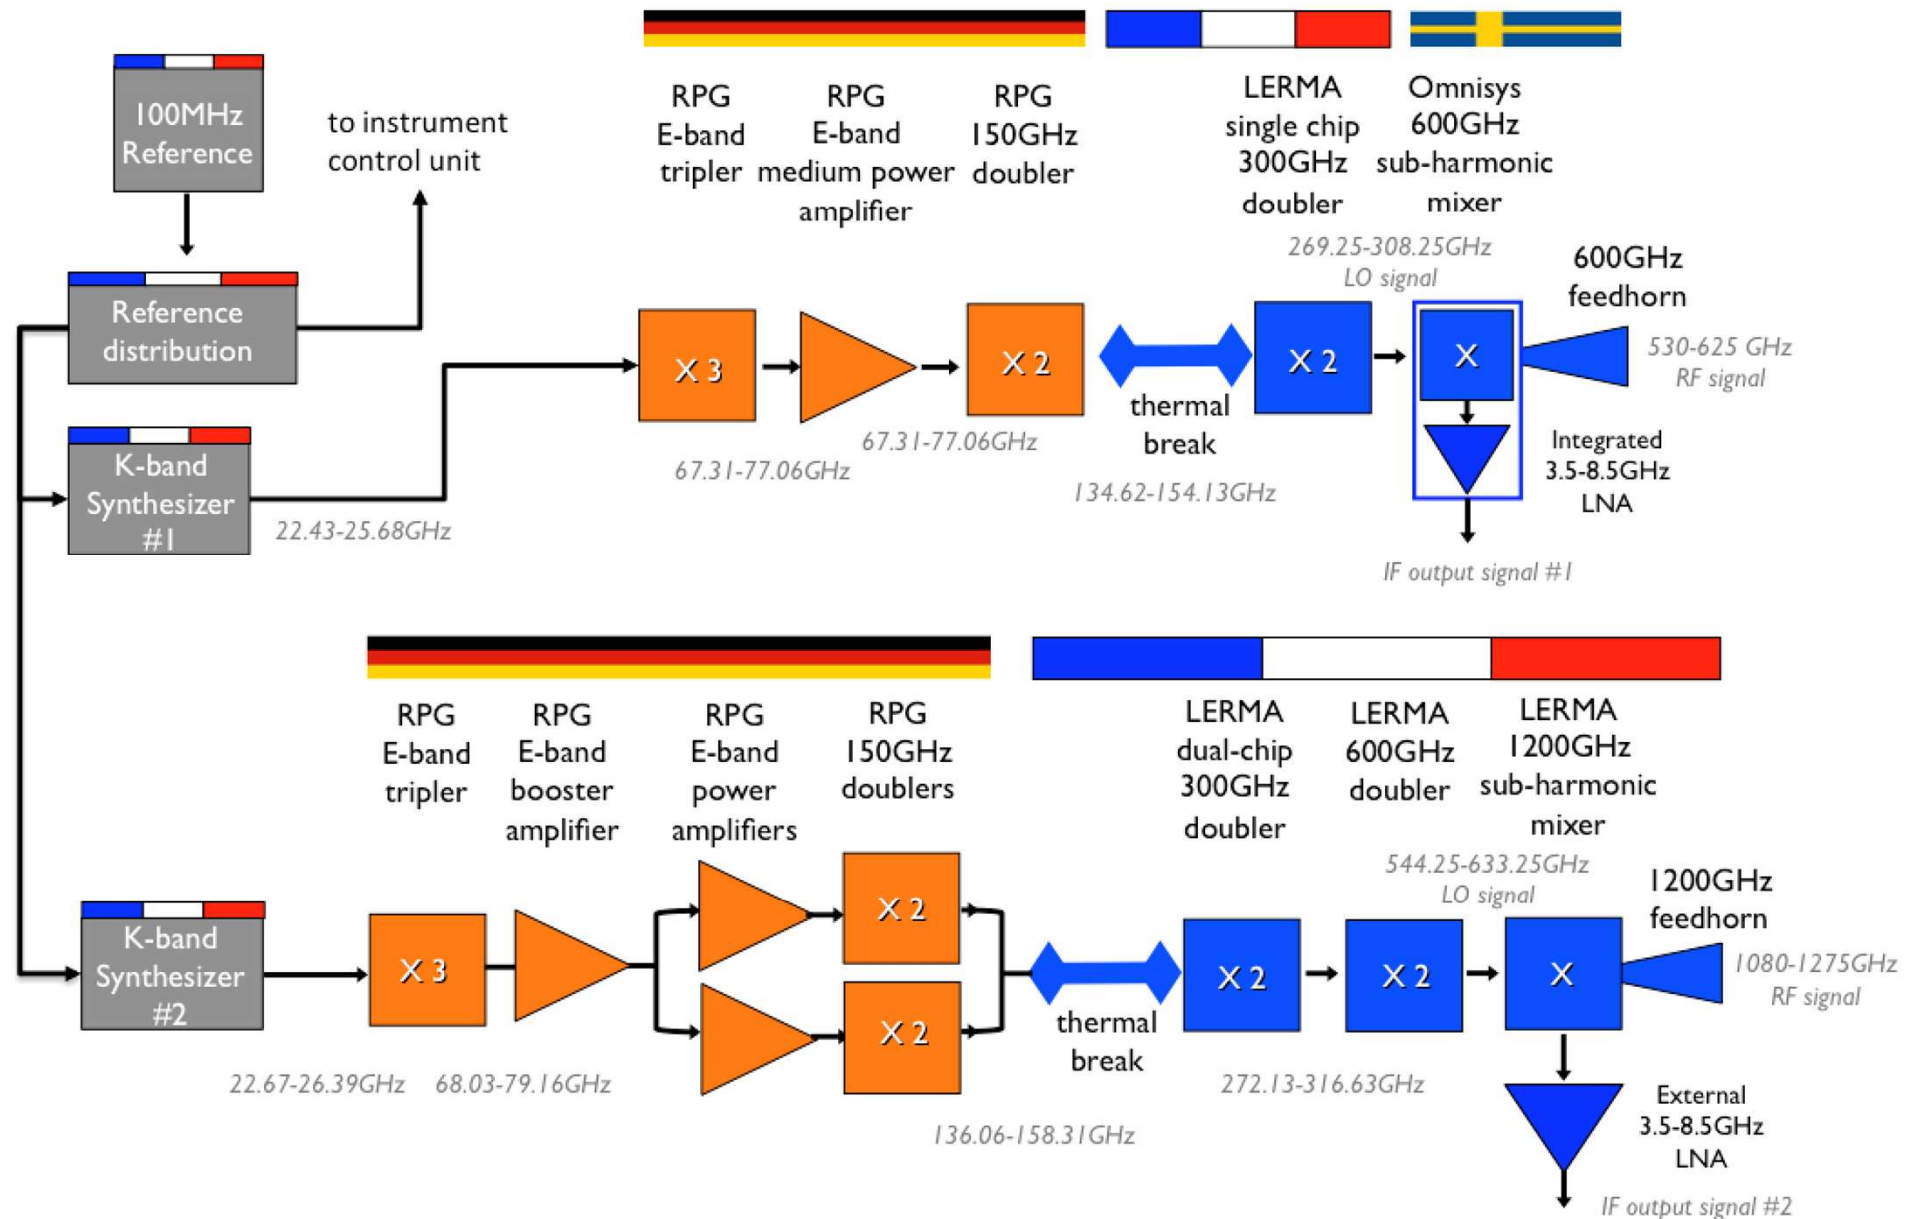 100MHz
Reference
to instrument
control unit
Reference
distribution
K-band
Synthesizer
#1
22.43-25.68GHz
RPG
E-band
tripler
RPG
E-band
medium power
amplifier
RPG
150GHz
doubler
LERMA
single chip
300GHz
doubler
Omnisys
600GHz
sub-harmonic
mixer
269.25-308.25GHz
LO signal
600GHz
feedhorn
X 3
X 2
X 2
X
530-625 GHz
RF signal
thermal
break
67.31-77.06GHz
67.31-77.06GHz
134.62-154.13GHz
Integrated
3.5-8.5GHz
LNA
IF output signal #1
RPG
E-band
tripler
RPG
E-band
booster
amplifier
RPG
E-band
power
amplifiers
RPG
150GHz
doublers
LERMA
dual-chip
300GHz
doubler
LERMA
600GHz
doubler
LERMA
1200GHz
sub-harmonic
mixer
544.25-633.25GHz
LO signal
1200GHz
feedhorn
K-band
Synthesizer
#2
X 3
X 2
X 2
X 2
X 2
X
1080-1275GHz
RF signal
thermal
break
22.67-26.39GHz
68.03-79.16GHz
136.06-158.31GHz
272.13-316.63GHz
External
3.5-8.5GHz
LNA
IF output signal #2